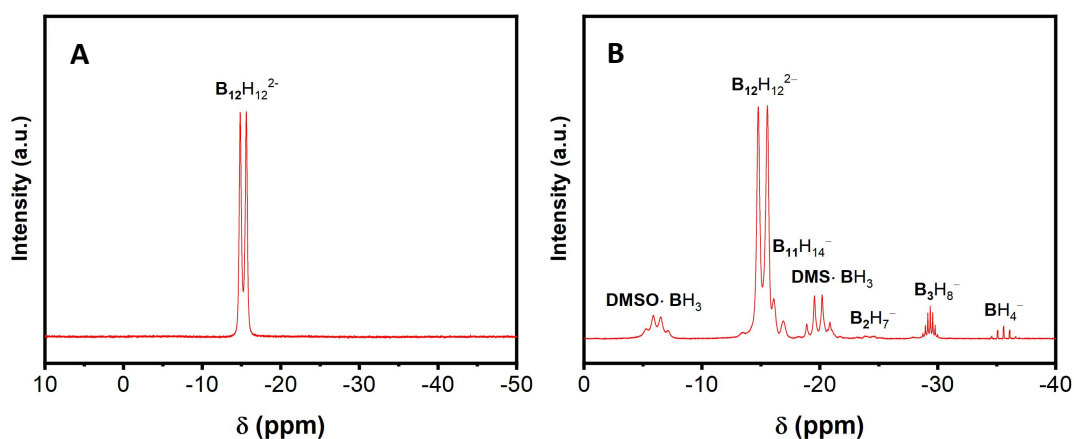 A
B₁₂H₁₂²⁻
Intensity (a.u.)
10 0 -10 -20 -30 -40 -50
δ (ppm)
B
B₁₂H₁₂²⁻
B₁₁H₁₄⁻
DMS· BH₃
DMSO· BH₃
B₂H₇⁻
B₃H₈⁻
BH₄⁻
Intensity (a.u.)
0 -10 -20 -30 -40
δ (ppm)